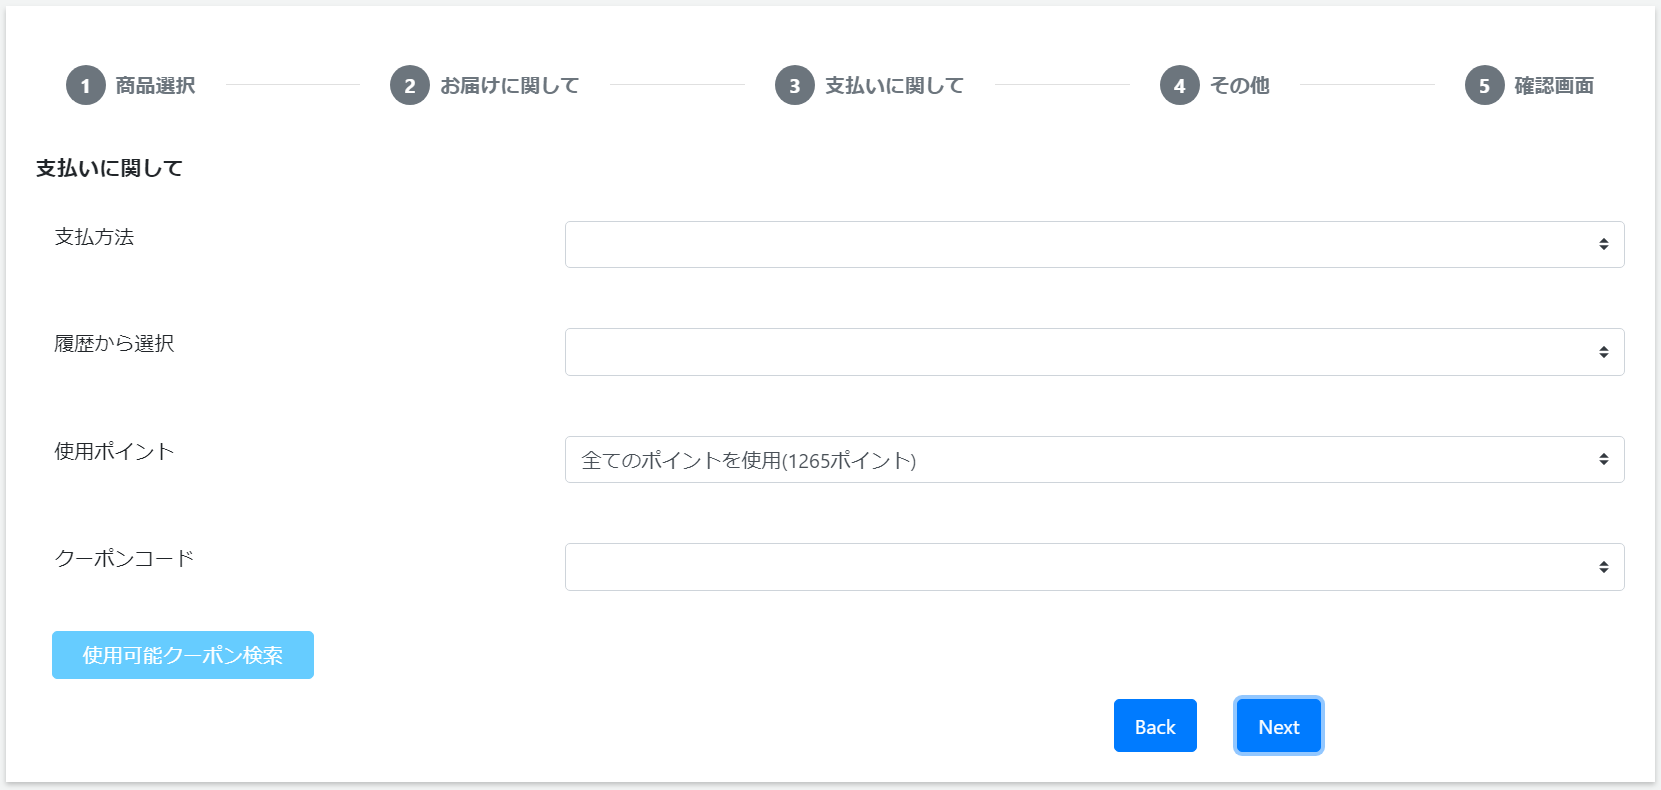 1 商品選択 2 お届けに関して 3 支払いに関して 4 その他 5 確認画面
支払いに関して
支払方法
履歴から選択
使用ポイント 全てのポイントを使用(1265ポイント)
クーポンコード
使用可能クーポン検索
Back Next